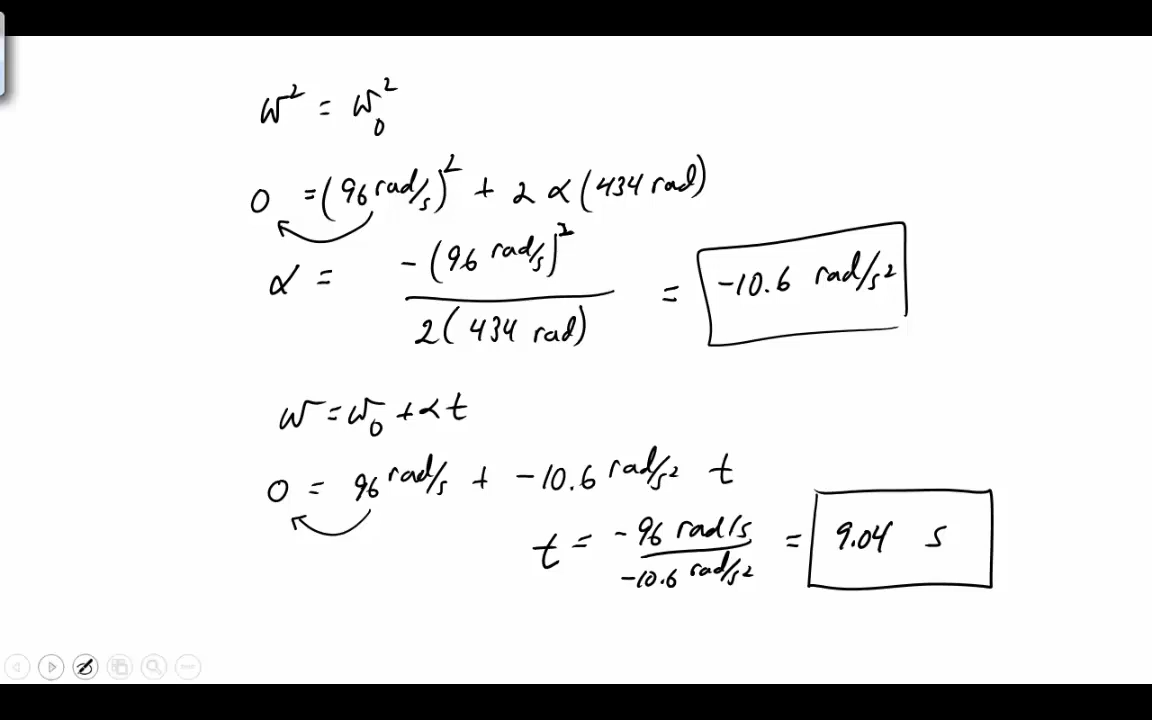 ω² = ω₀²
0 = (96 rad/s)² + 2 α (434 rad)
α = -(96 rad/s)² / 2(434 rad) = -10.6 rad/s²
ω = ω₀ + αt
0 = 96 rad/s + -10.6 rad/s² t
t = -96 rad/s / -10.6 rad/s² = 9.04 s